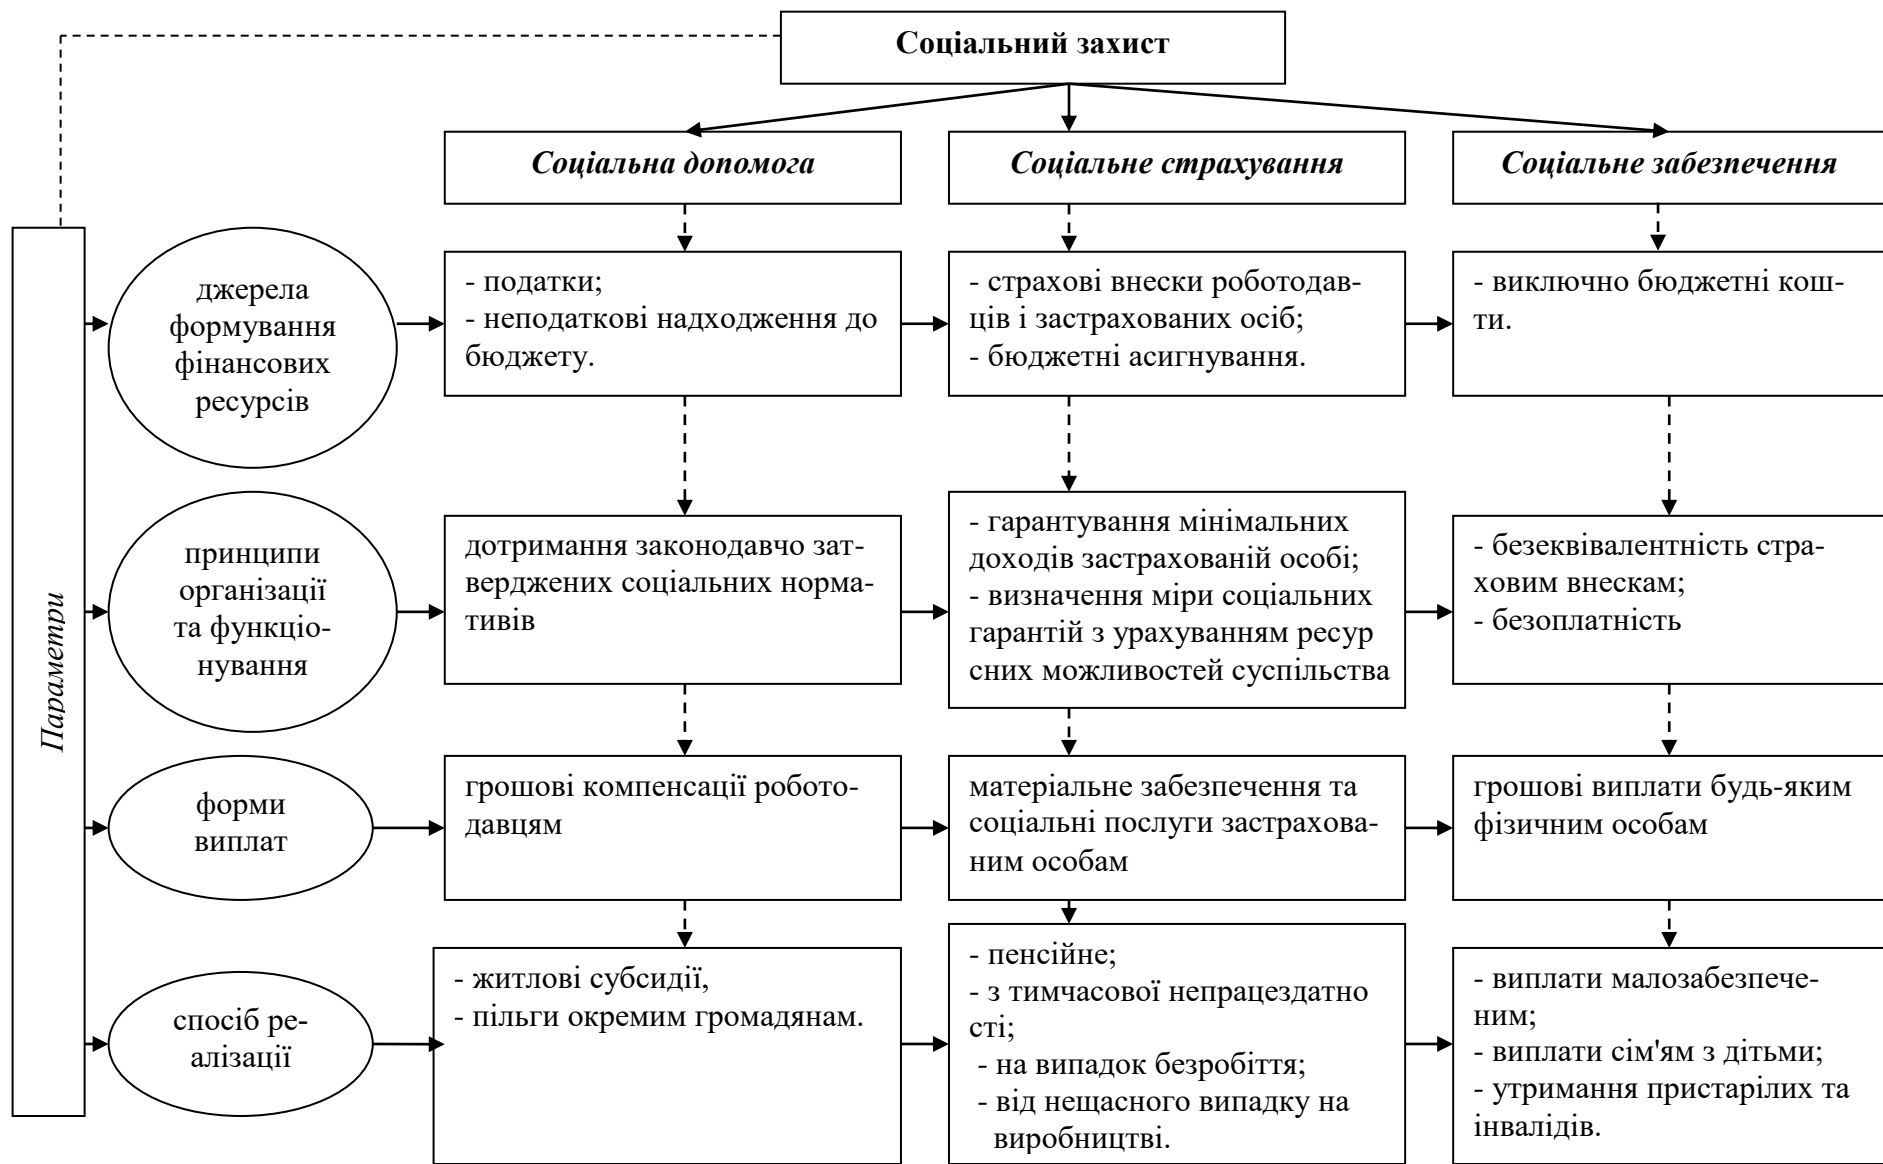 Соціальний захист
Соціальна допомога
Соціальне страхування
Соціальне забезпечення
Параметри
джерела
формування
фінансових
ресурсів
- податки;
- неподаткові надходження до
бюджету.
- страхові внески роботодав-
ців і застрахованих осіб;
- бюджетні асигнування.
- виключно бюджетні кош-
ти.
принципи
організації
та функціо-
нування
дотримання законодавчо зат-
верджених соціальних норма-
тивів
- гарантування мінімальних
доходів застрахованій особі;
- визначення міри соціальних
гарантій з урахуванням ресур
сних можливостей суспільства
- безеквівалентність стра-
ховим внескам;
- безоплатність
форми
виплат
грошові компенсації робото-
давцям
матеріальне забезпечення та
соціальні послуги застрахова-
ним особам
грошові виплати будь-яким
фізичним особам
спосіб ре-
алізації
- житлові субсидії,
- пільги окремим громадянам.
- пенсійне;
- з тимчасової непрацездатно
сті;
- на випадок безробіття;
- від нещасного випадку на
виробництві.
- виплати малозабезпече-
ним;
- виплати сім'ям з дітьми;
- утримання пристарілих та
інвалідів.